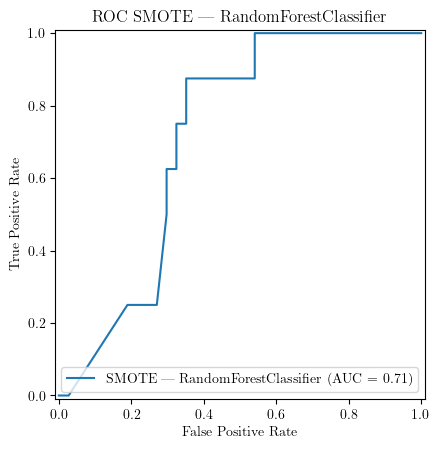 ROC SMOTE — RandomForestClassifier
1.0
0.8
0.6
0.4
0.2
0.0
True Positive Rate
SMOTE — RandomForestClassifier (AUC = 0.71)
0.0 0.2 0.4 0.6 0.8 1.0
False Positive Rate